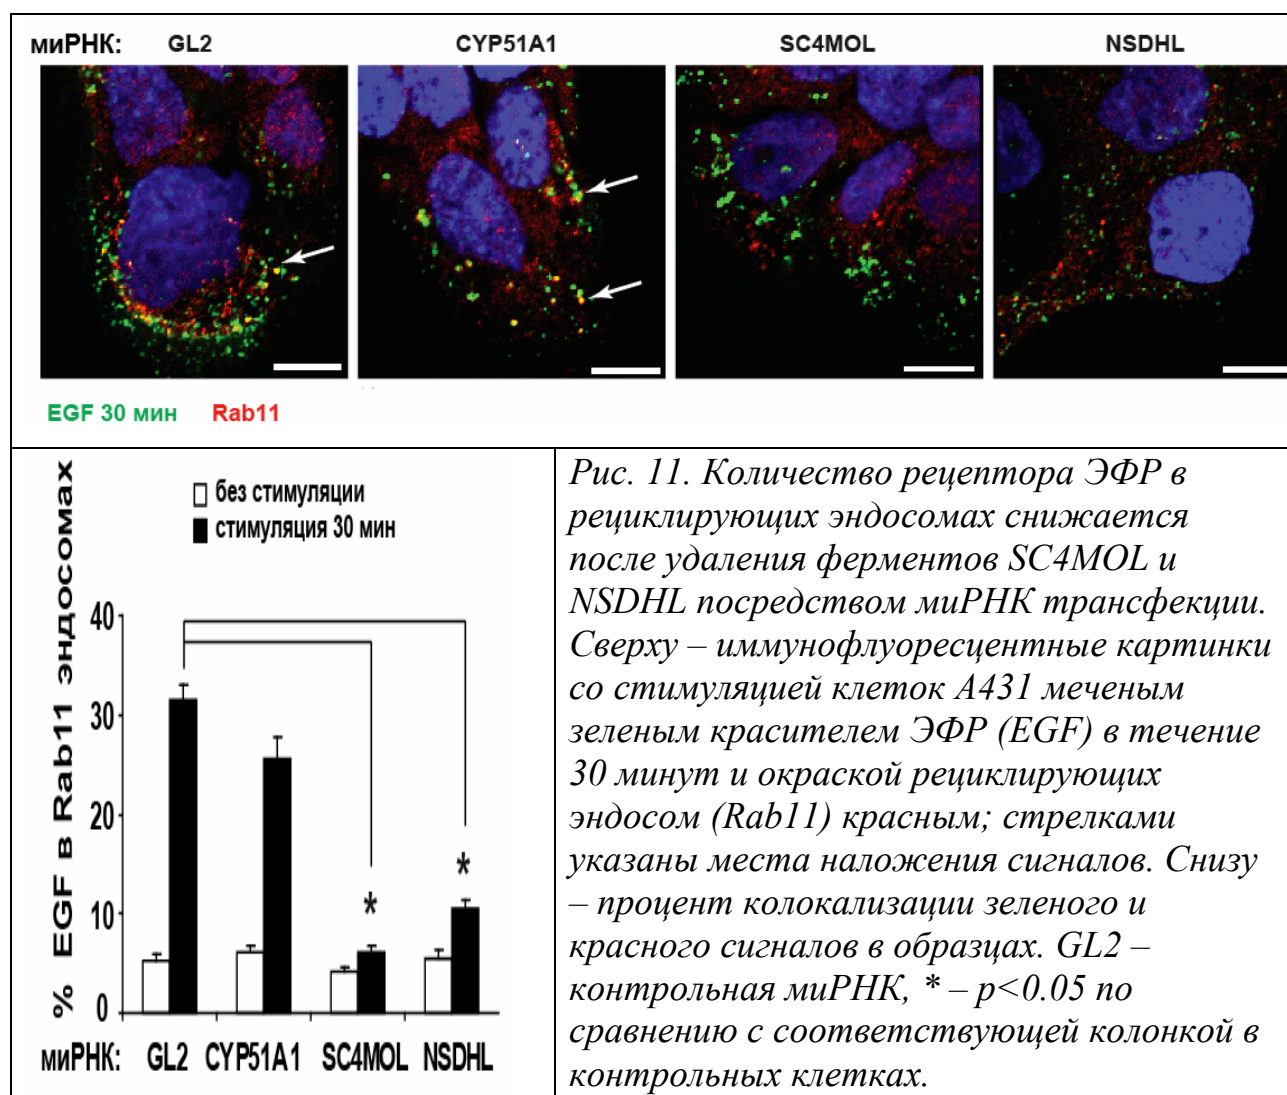 миРНК: GL2 CYP51A1 SC4MOL NSDHL
EGF 30 мин Rab11
% EGF в Rab11 эндосомах
без стимуляции
стимуляция 30 мин
40
30
20
10
0
*
*
миРНК: GL2 CYP51A1 SC4MOL NSDHL
Рис. 11. Количество рецептора ЭФР в
рециклирующих эндосомах снижается
после удаления ферментов SC4MOL и
NSDHL посредством миРНК трансфекции.
Сверху – иммунофлуоресцентные картинки
со стимуляцией клеток А431 меченым
зеленым красителем ЭФР (EGF) в течение
30 минут и окраской рециклирующих
эндосом (Rab11) красным; стрелками
указаны места наложения сигналов. Снизу
– процент колокализации зеленого и
красного сигналов в образцах. GL2 –
контрольная миРНК, * – p<0.05 по
сравнению с соответствующей колонкой в
контрольных клетках.